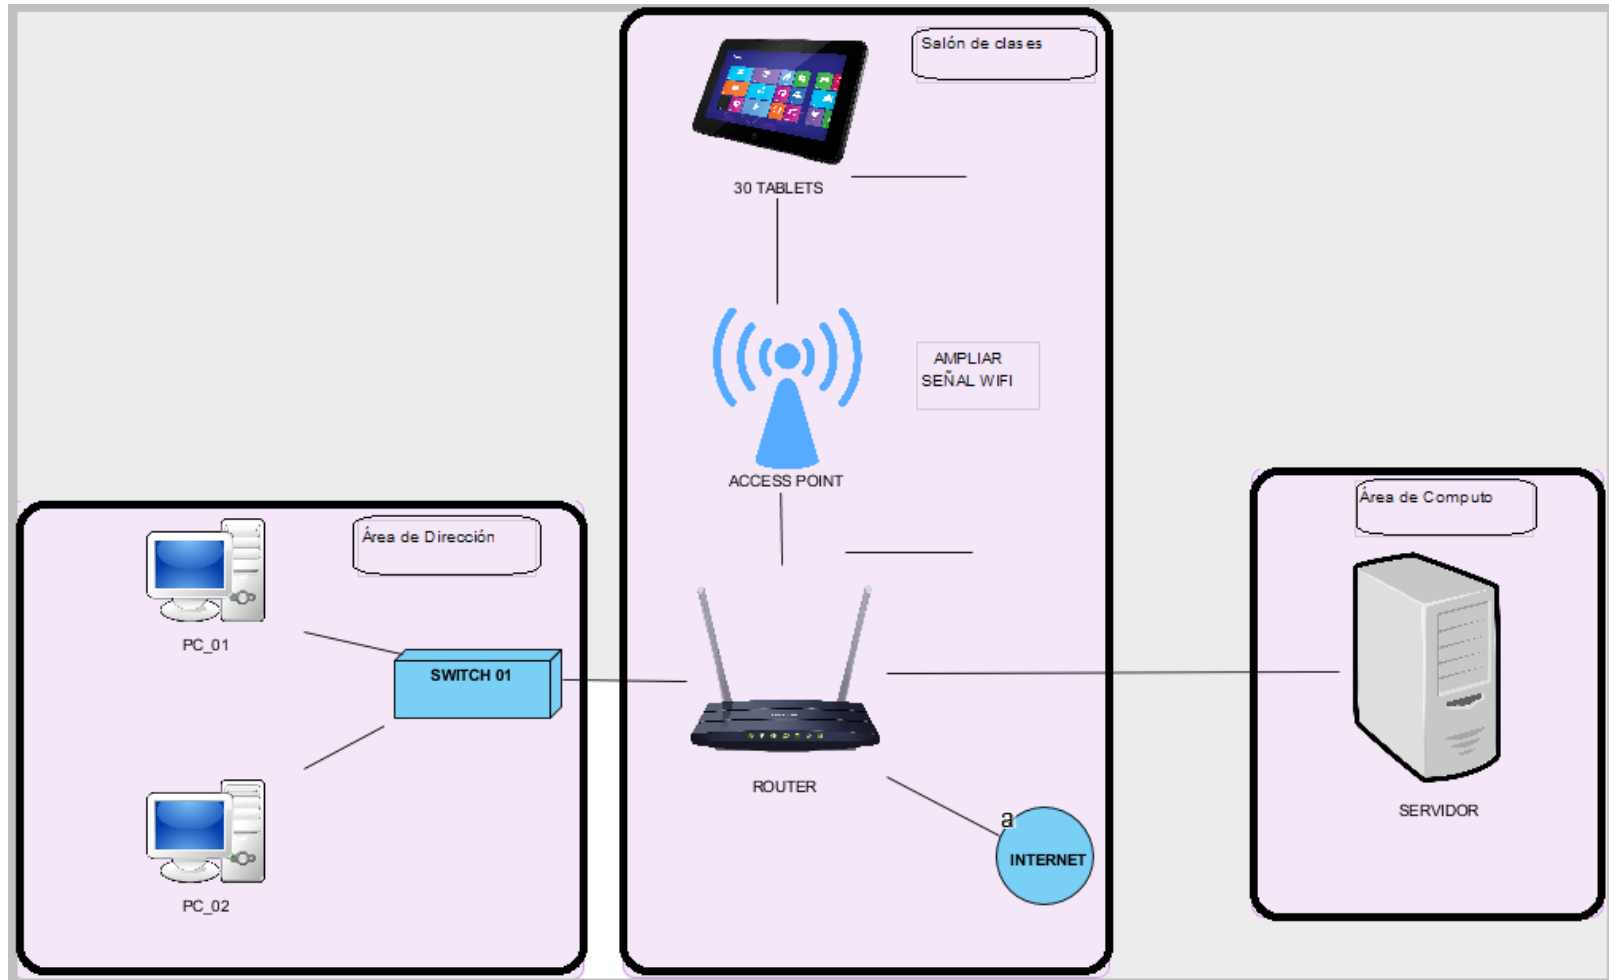 Salón de clases
30 TABLETS
AMPLIAR
SEÑAL WIFI
ACCESS POINT
Área de Dirección
PC_01
SWITCH 01
PC_02
ROUTER
a
INTERNET
Área de Computo
SERVIDOR